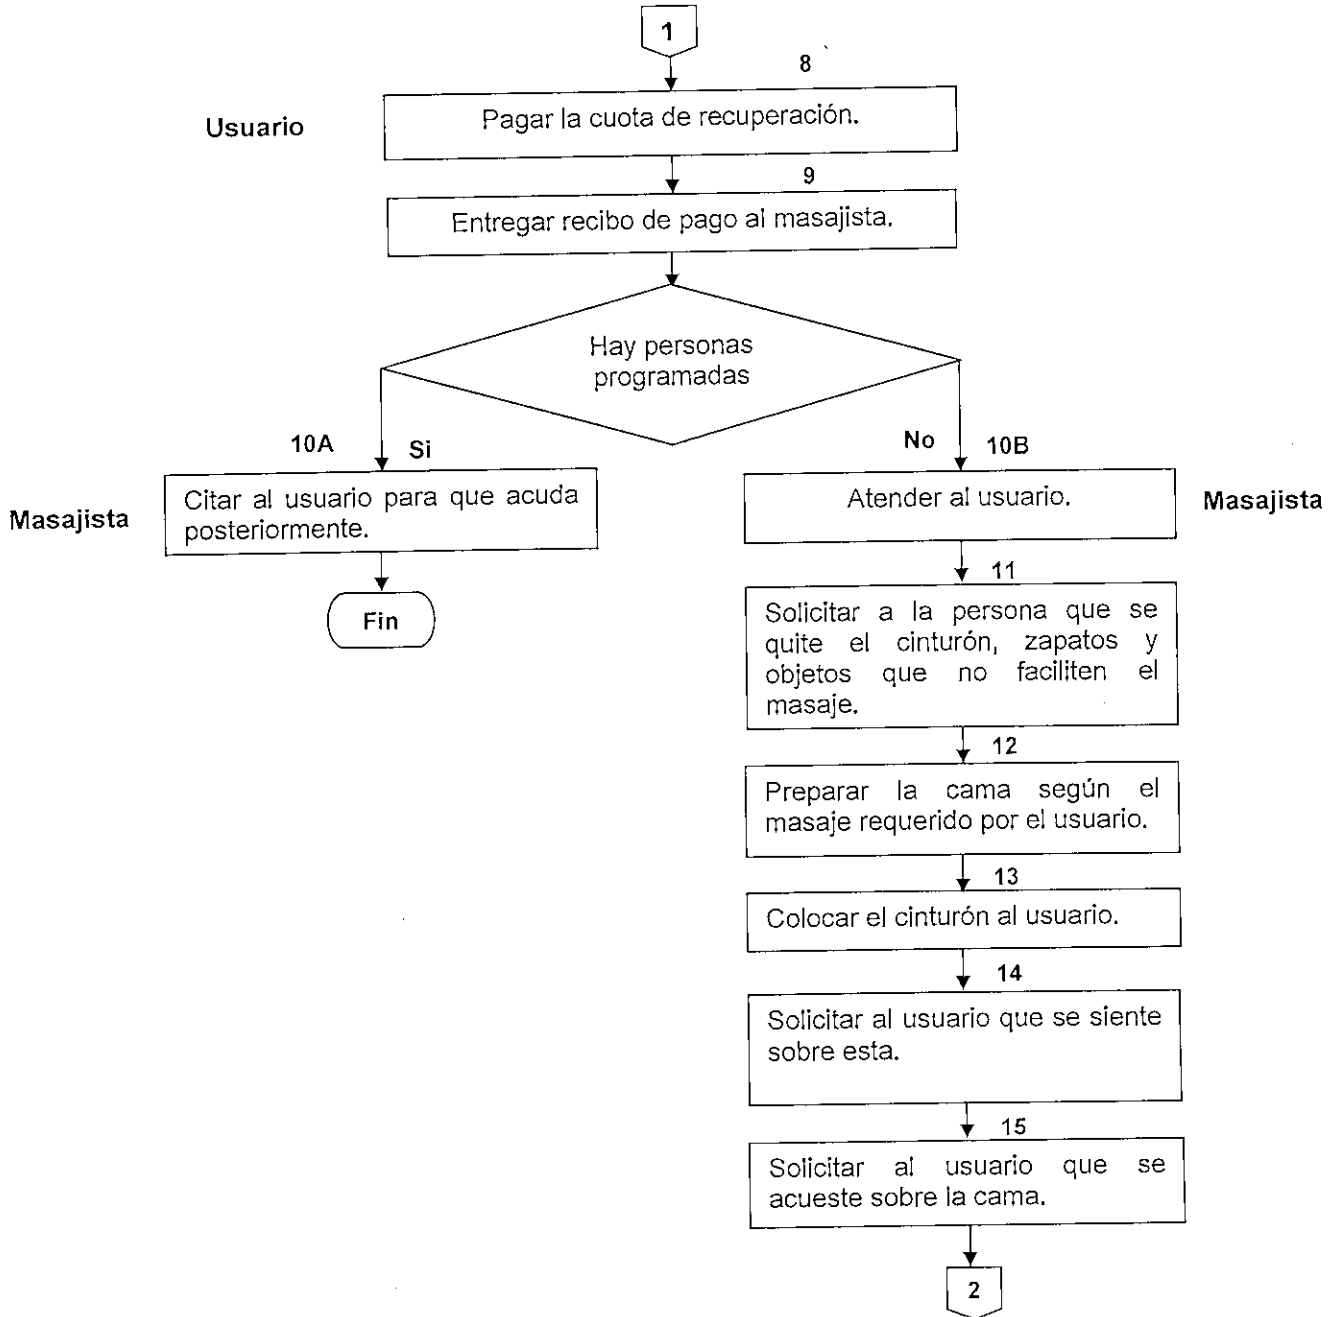 1
8
Usuario
Pagar la cuota de recuperación.
9
Entregar recibo de pago al masajista.
Hay personas
programadas
10A
Si
No
10B
Masajista
Citar al usuario para que acuda
posteriormente.
Fin
Atender al usuario.
Masajista
11
Solicitar a la persona que se
quite el cinturón, zapatos y
objetos que no faciliten el
masaje.
12
Preparar la cama según el
masaje requerido por el usuario.
13
Colocar el cinturón al usuario.
14
Solicitar al usuario que se siente
sobre esta.
15
Solicitar al usuario que se
acueste sobre la cama.
2